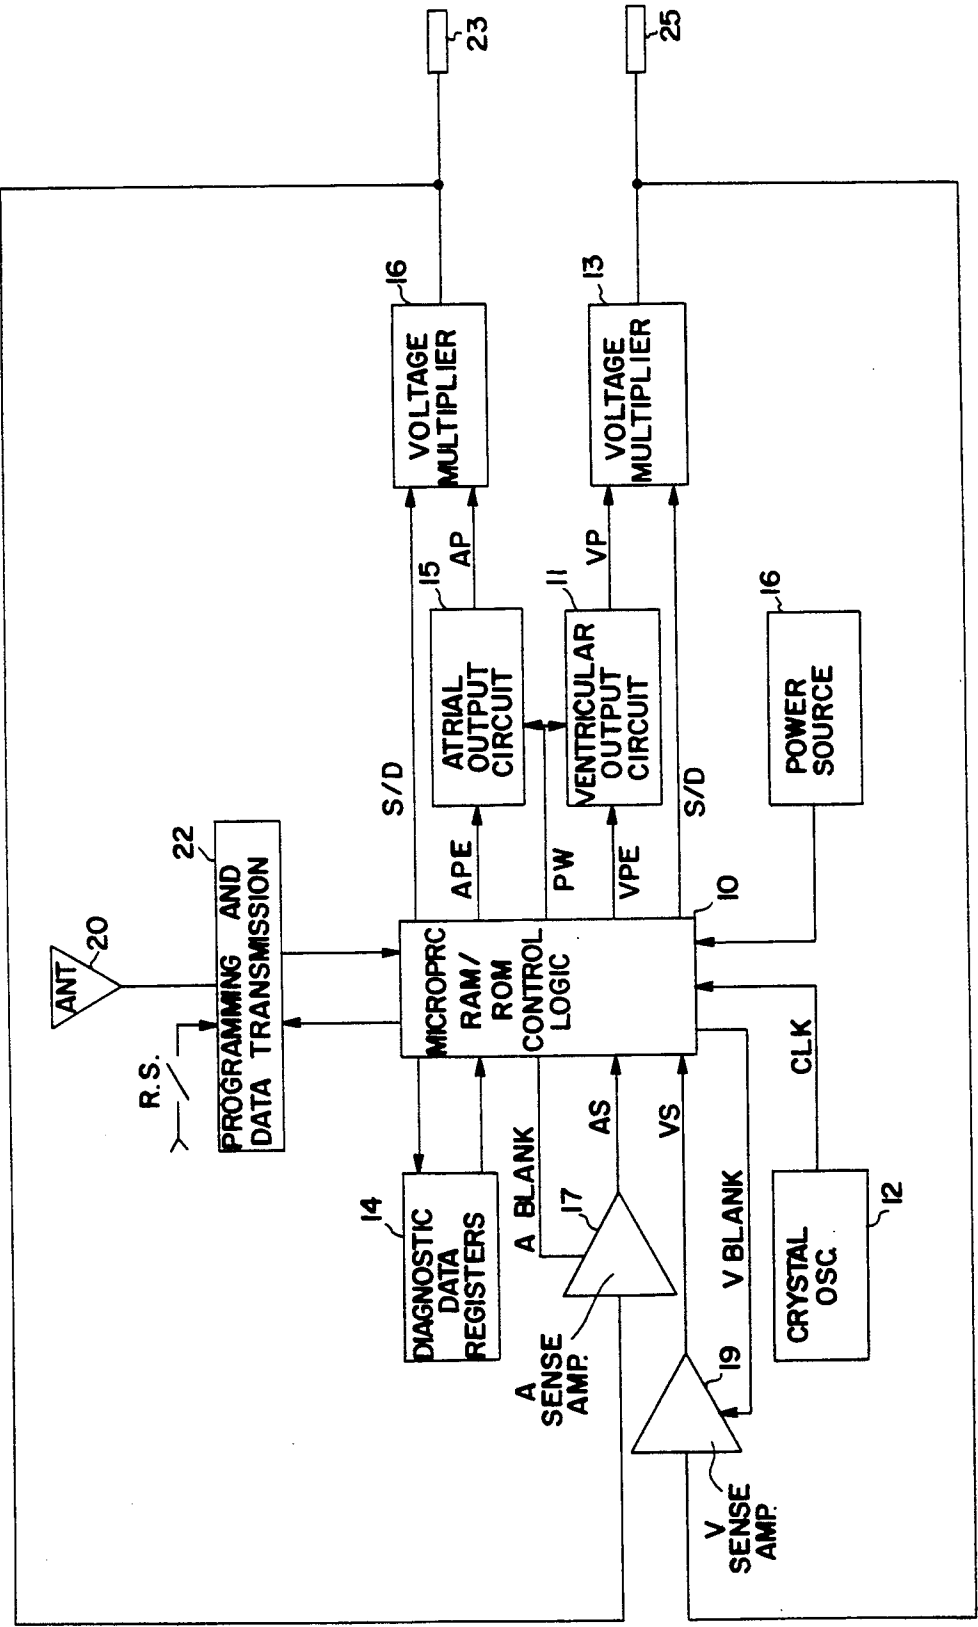 ANT
20
R.S.
22
PROGRAMMING AND
DATA TRANSMISSION
14
DIAGNOSTIC
DATA
REGISTERS
MICROPRC
RAM/
ROM
CONTROL
LOGIC
10
S/D
APE
PW
VPE
S/D
15
ATRIAL
OUTPUT
CIRCUIT
11
VENTRICULAR
OUTPUT
CIRCUIT
AP
VP
16
VOLTAGE
MULTIPLIER
13
VOLTAGE
MULTIPLIER
23
25
A BLANK
17
AS
A
SENSE
AMP.
VS
V BLANK
19
V
SENSE
AMP.
CLK
CRYSTAL
OSC.
12
16
POWER
SOURCE